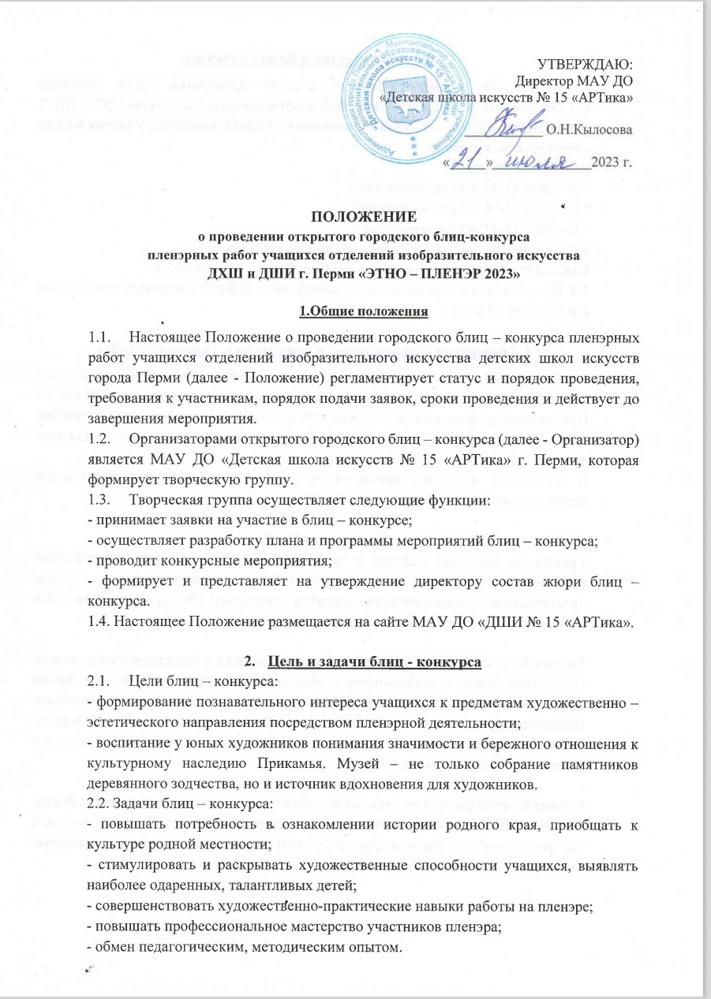 УТВЕРЖДАЮ:
Директор МАУ ДО
«Детская школа искусств № 15 «АРТика»
О.Н.Кылосова
«21» июля 2023 г.
ПОЛОЖЕНИЕ
о проведении открытого городского блиц-конкурса
пленэрных работ учащихся отделений изобразительного искусства
ДХШ и ДШИ г. Перми «ЭТНО – ПЛЕНЭР 2023»
1.Общие положения
1.1. Настоящее Положение о проведении городского блиц – конкурса пленэрных
работ учащихся отделений изобразительного искусства детских школ искусств
города Перми (далее - Положение) регламентирует статус и порядок проведения,
требования к участникам, порядок подачи заявок, сроки проведения и действует до
завершения мероприятия.
1.2. Организаторами открытого городского блиц – конкурса (далее - Организатор)
является МАУ ДО «Детская школа искусств № 15 «АРТика» г. Перми, которая
формирует творческую группу.
1.3. Творческая группа осуществляет следующие функции:
- принимает заявки на участие в блиц – конкурсе;
- осуществляет разработку плана и программы мероприятий блиц – конкурса;
- проводит конкурсные мероприятия;
- формирует и представляет на утверждение директору состав жюри блиц –
конкурса.
1.4. Настоящее Положение размещается на сайте МАУ ДО «ДШИ № 15 «АРТика».
2. Цель и задачи блиц - конкурса
2.1. Цели блиц – конкурса:
- формирование познавательного интереса учащихся к предметам художественно –
эстетического направления посредством пленэрной деятельности;
- воспитание у юных художников понимания значимости и бережного отношения к
культурному наследию Прикамья. Музей – не только собрание памятников
деревянного зодчества, но и источник вдохновения для художников.
2.2. Задачи блиц – конкурса:
- повышать потребность в ознакомлении истории родного края, приобщать к
культуре родной местности;
- стимулировать и раскрывать художественные способности учащихся, выявлять
наиболее одаренных, талантливых детей;
- совершенствовать художественно-практические навыки работы на пленэре;
- повышать профессиональное мастерство участников пленэра;
- обмен педагогическим, методическим опытом.